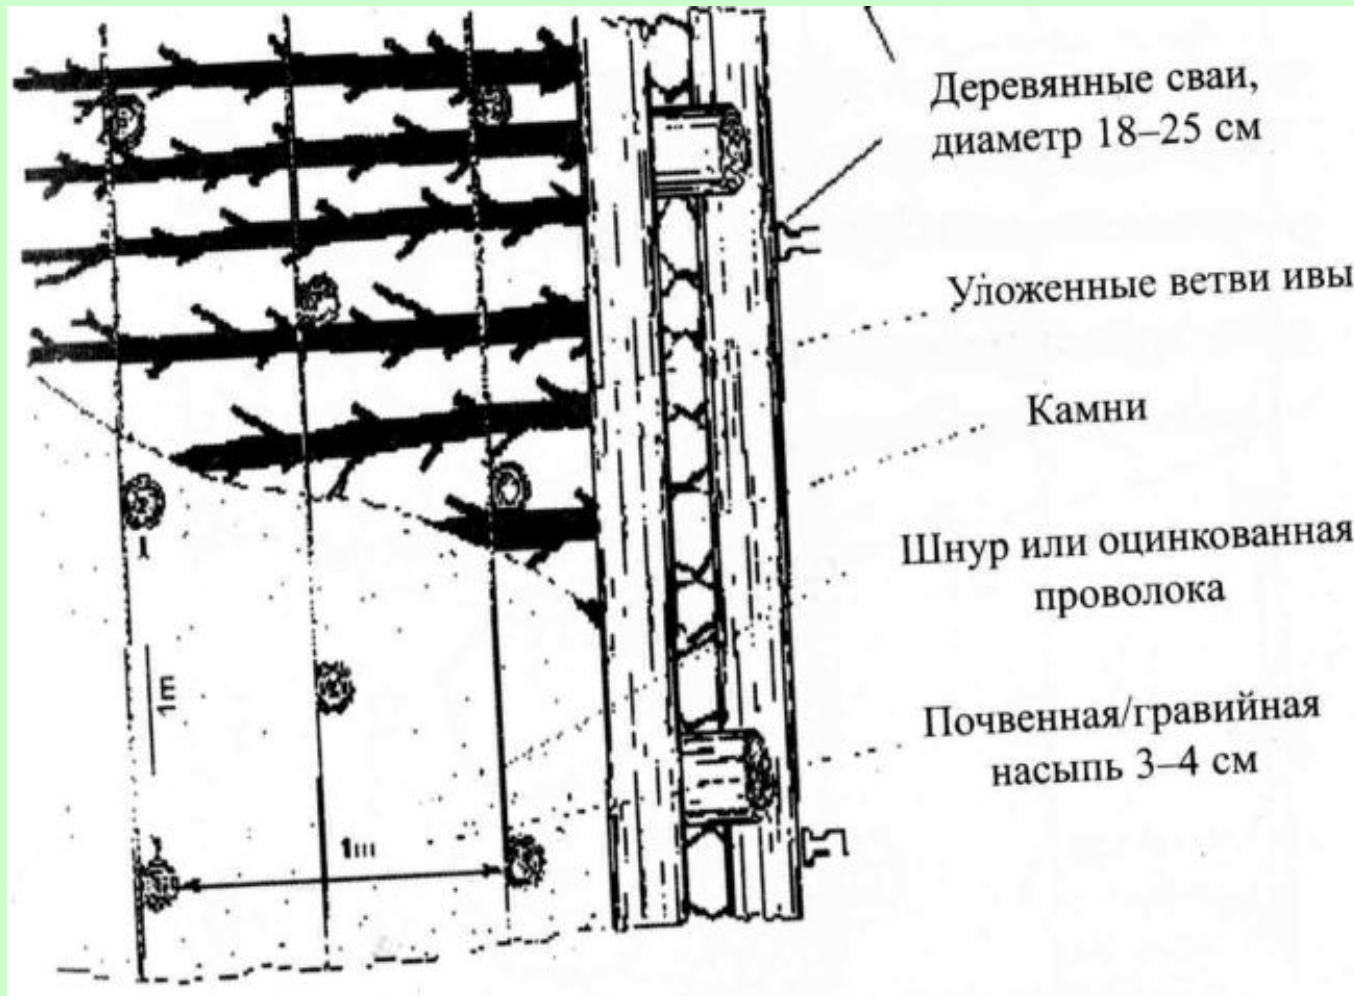 Деревянные сваи,
диаметр 18–25 см
Уложенные ветви ивы
Камни
Шнур или оцинкованная
проволока
1m
Почвенная/гравийная
насыпь 3–4 см
1m